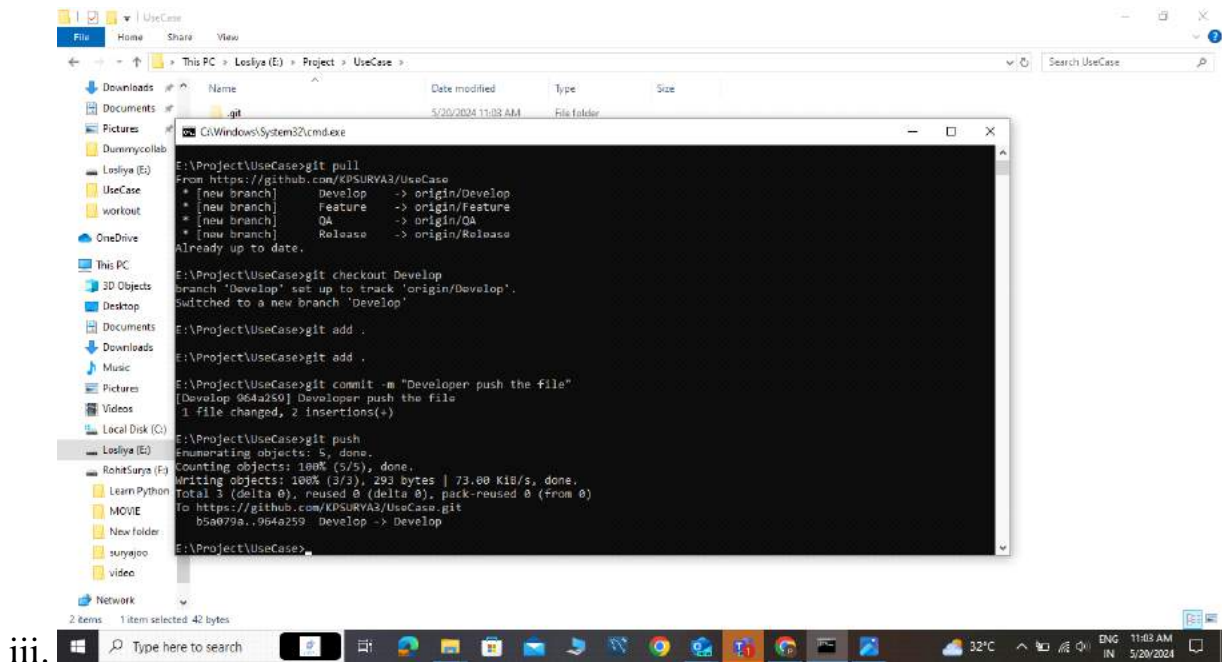 UseCase
File Home Share View
This PC > Losliya (E:) > Project > UseCase >
Search UseCase
Name Date modified Type Size
.git 5/20/2024 11:03 AM File folder
Downloads
Documents
Pictures
Dummycollab
Losliya (E:)
UseCase
workout
OneDrive
This PC
3D Objects
Desktop
Documents
Downloads
Music
Pictures
Videos
Local Disk (C:)
Losliya (E:)
RohitSurya (F:)
Learn Python
MOVIE
New folder
suryajoo
video
Network
C:\Windows\System32\cmd.exe
E:\Project\UseCase>git pull
From https://github.com/KPSURYA3/UseCase
* [new branch] Develop -> origin/Develop
* [new branch] Feature -> origin/Feature
* [new branch] QA -> origin/QA
* [new branch] Release -> origin/Release
Already up to date.
E:\Project\UseCase>git checkout Develop
branch 'Develop' set up to track 'origin/Develop'.
Switched to a new branch 'Develop'
E:\Project\UseCase>git add .
E:\Project\UseCase>git add .
E:\Project\UseCase>git commit -m "Developer push the file"
[Develop 964a259] Developer push the file
1 file changed, 2 insertions(+)
E:\Project\UseCase>git push
Enumerating objects: 5, done.
Counting objects: 100% (5/5), done.
Writing objects: 100% (3/3), 293 bytes | 73.00 KiB/s, done.
Total 3 (delta 0), reused 0 (delta 0), pack-reused 0 (from 0)
To https://github.com/KPSURYA3/UseCase.git
b5a079a..964a259 Develop -> Develop
E:\Project\UseCase>
2 items 1 item selected 42 bytes
iii.
Type here to search
32°C
ENG
IN
11:03 AM
5/20/2024